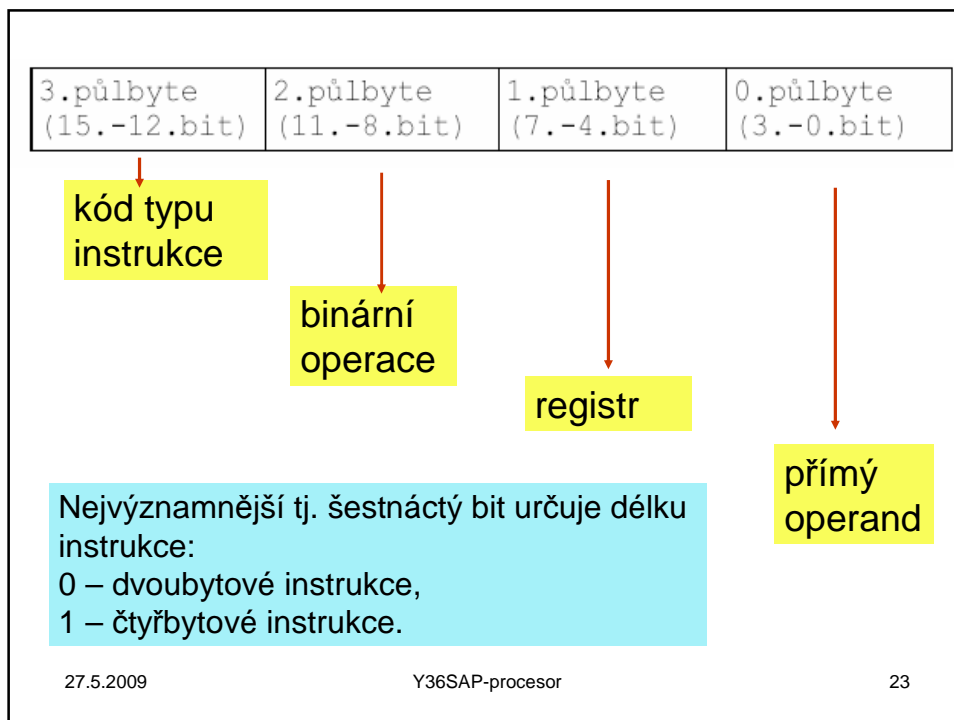 3.půlbyte 2.půlbyte 1.půlbyte 0.půlbyte
(15.-12.bit) (11.-8.bit) (7.-4.bit) (3.-0.bit)
kód typu
instrukce
binární
operace
registr
přímý
operand
Nejvýznamnější tj. šestnáctý bit určuje délku
instrukce:
0 – dvoubytové instrukce,
1 – čtyřbytové instrukce.
27.5.2009 Y36SAP-procesor 23